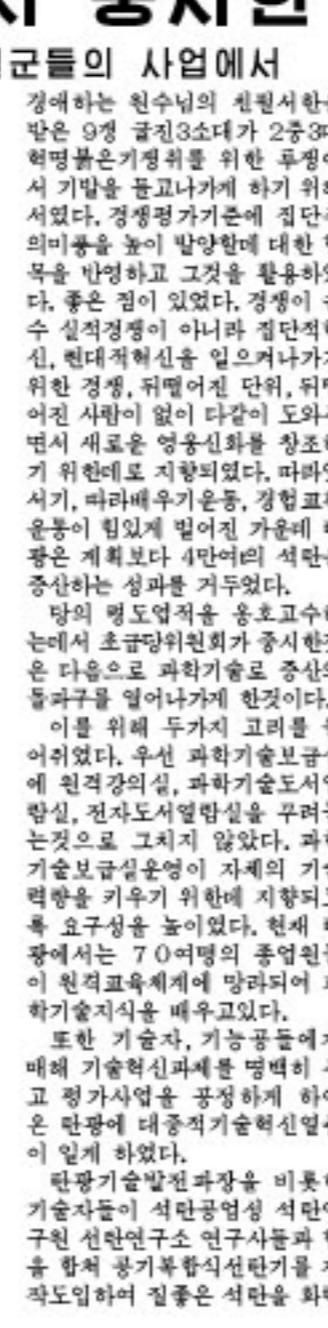 군들의 사업에서
경애하는 원수님의 친필서한을
받은 9갱 굴진3소대가 2중3대
혁명붉은기쟁취를 위한 투쟁에
서 기발을 들고나가게 하기 위해
서였다. 경쟁평가기준에 집단주
의미풍을 높이 발양할데 대한 항
목을 반영하고 그것을 활용하였
다. 좋은 점이 있었다. 경쟁이 순
수 실적경쟁이 아니라 집단적혁
신, 련대적혁신을 일으켜나가기
위한 경쟁, 뒤떨어진 단위, 뒤떨
어진 사람이 없이 다같이 도와주
면서 새로운 영웅신화를 창조하
기 위한데로 지향되였다. 따라앞
서기, 따라배우기운동, 경험교환
운동이 힘있게 벌어진 가운데 탄
광은 계획보다 4만여t의 석탄을
증산하는 성과를 거두었다.
당의 령도업적을 옹호고수하
는데서 초급당위원회가 중시한것
은 다음으로 과학기술로 증산의
돌파구를 열어나가게 한것이다.
이를 위해 두가지 고리를 틀
어쥐였다. 우선 과학기술보급실
에 원격강의실, 과학기술도서열
람실, 전자도서열람실을 꾸려놓
는것으로 그치지 않았다. 과학
기술보급실운영이 자체의 기술
력량을 키우기 위한데 지향되도
록 요구성을 높이였다. 현재 탄
광에서는 70여명의 종업원들
이 원격교육체계에 망라되여 과
학기술지식을 배우고있다.
또한 기술자, 기능공들에게
매해 기술혁신과제를 명백히 주
고 평가사업을 공정하게 하여
온 탄광에 대중적기술혁신열풍
이 일게 하였다.
탄광기술발전과장을 비롯한
기술자들이 석탄공업성 석탄연
구원 선탄연구소 연구사들과 힘
을 합쳐 공기복합식선탄기를 제
작도입하여 질좋은 석탄을 화력